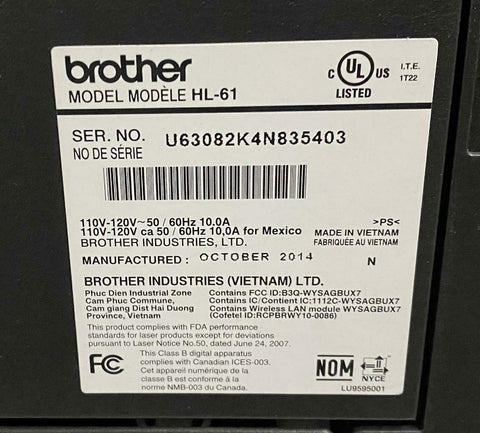 brother
MODEL MODÈLE HL-61
C UL US
LISTED
I.T.E.
1T22
SER. NO. U63082K4N835403
NO DE SÉRIE
110V-120V~50 / 60Hz 10.0A
110V-120V ca 50 / 60Hz 10,0A for Mexico
BROTHER INDUSTRIES, LTD.
>PS<
MADE IN VIETNAM
FABRIQUÉE AU VIETNAM
MANUFACTURED : OCTOBER 2014 N
BROTHER INDUSTRIES (VIETNAM) LTD.
Phuc Dien Industrial Zone
Cam Phuc Commune,
Cam giang Dist Hai Duong
Province, Vietnam
Contains FCC ID:B3Q-WYSAGBUX7
Contains IC/Contient IC:1112C-WYSAGBUX7
Contains Wireless LAN module WYSAGBUX7
(Cofetel ID:RCPBRWY10-0086)
This product complies with FDA performance
standards for laser products except for deviations
pursuant to Laser Notice No.50, dated June 24, 2007.
FC
This Class B digital apparatus
complies with Canadian ICES-003.
Cet appareil numérique de la
classe B est conforme à la
norme NMB-003 du Canada.
NOM
NYCE
LU9595001